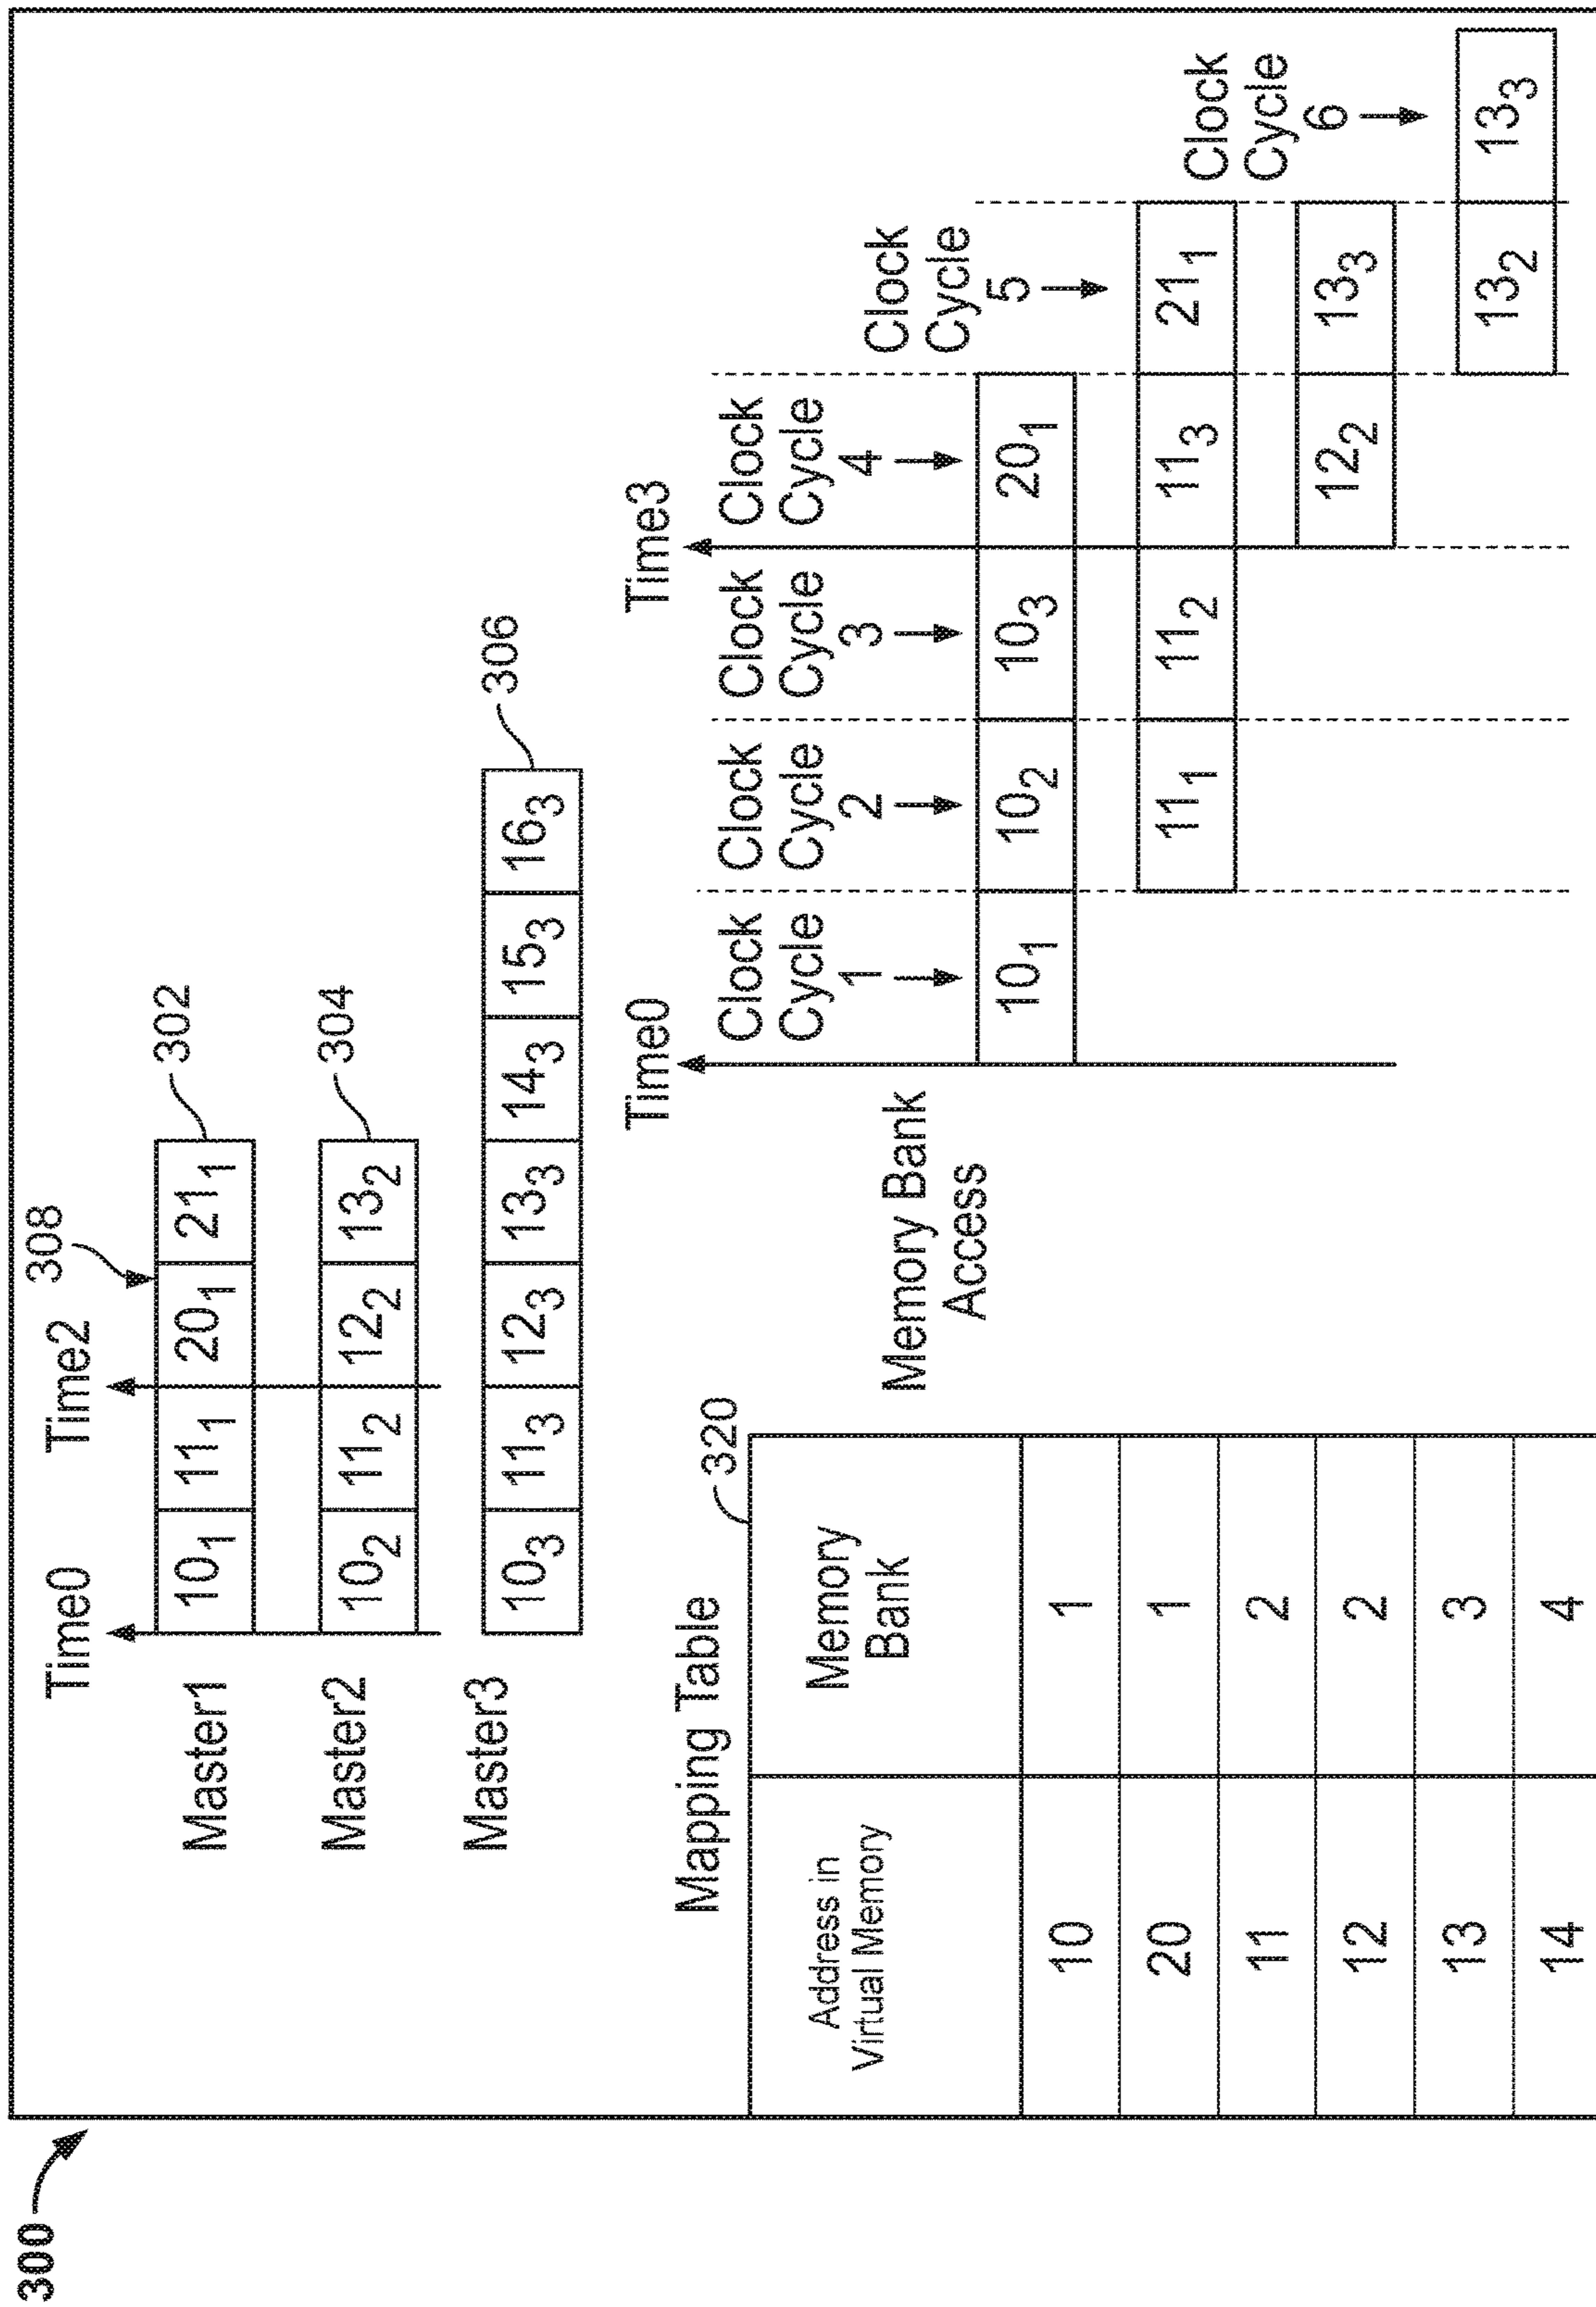 300
Time0
Time2
308
Master1
10₁ 11₁ 20₁ 21₁
302
Master2
10₂ 11₂ 12₂ 13₂
304
Master3
10₃ 11₃ 12₃ 13₃ 14₃ 15₃ 16₃
306
Mapping Table
320
Address in
Virtual Memory
Memory
Bank
10 1
20 1
11 2
12 2
13 3
14 4
Memory Bank
Access
Time0
Time3
Clock
Cycle
1
Clock
Cycle
2
Clock
Cycle
3
Clock
Cycle
4
10₁ 10₂ 10₃ 20₁
Clock
Cycle
5
11₁ 11₂ 11₃ 21₁
Clock
Cycle
6
12₂ 13₃
13₂ 13₃